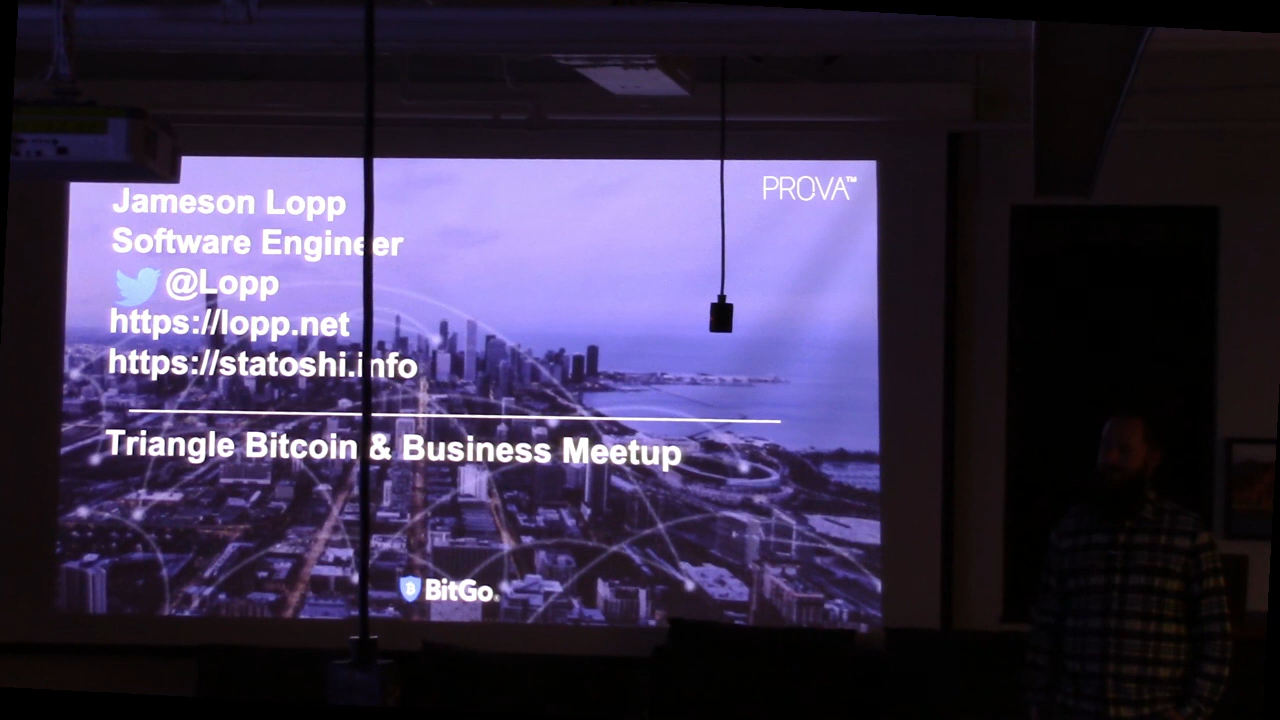 Jameson Lopp
PROVA™
Software Engineer
@Lopp
https://lopp.net
https://statoshi.info
Triangle Bitcoin & Business Meetup
BitGo